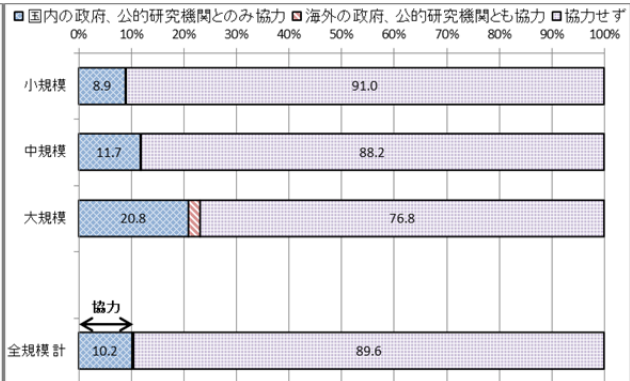 国内の政府、公的研究機関とのみ協力 海外の政府、公的研究機関とも協力 協力せず
0% 10% 20% 30% 40% 50% 60% 70% 80% 90% 100%
小規模 8.9 91.0
中規模 11.7 88.2
大規模 20.8 76.8
協力
全規模計 10.2 89.6